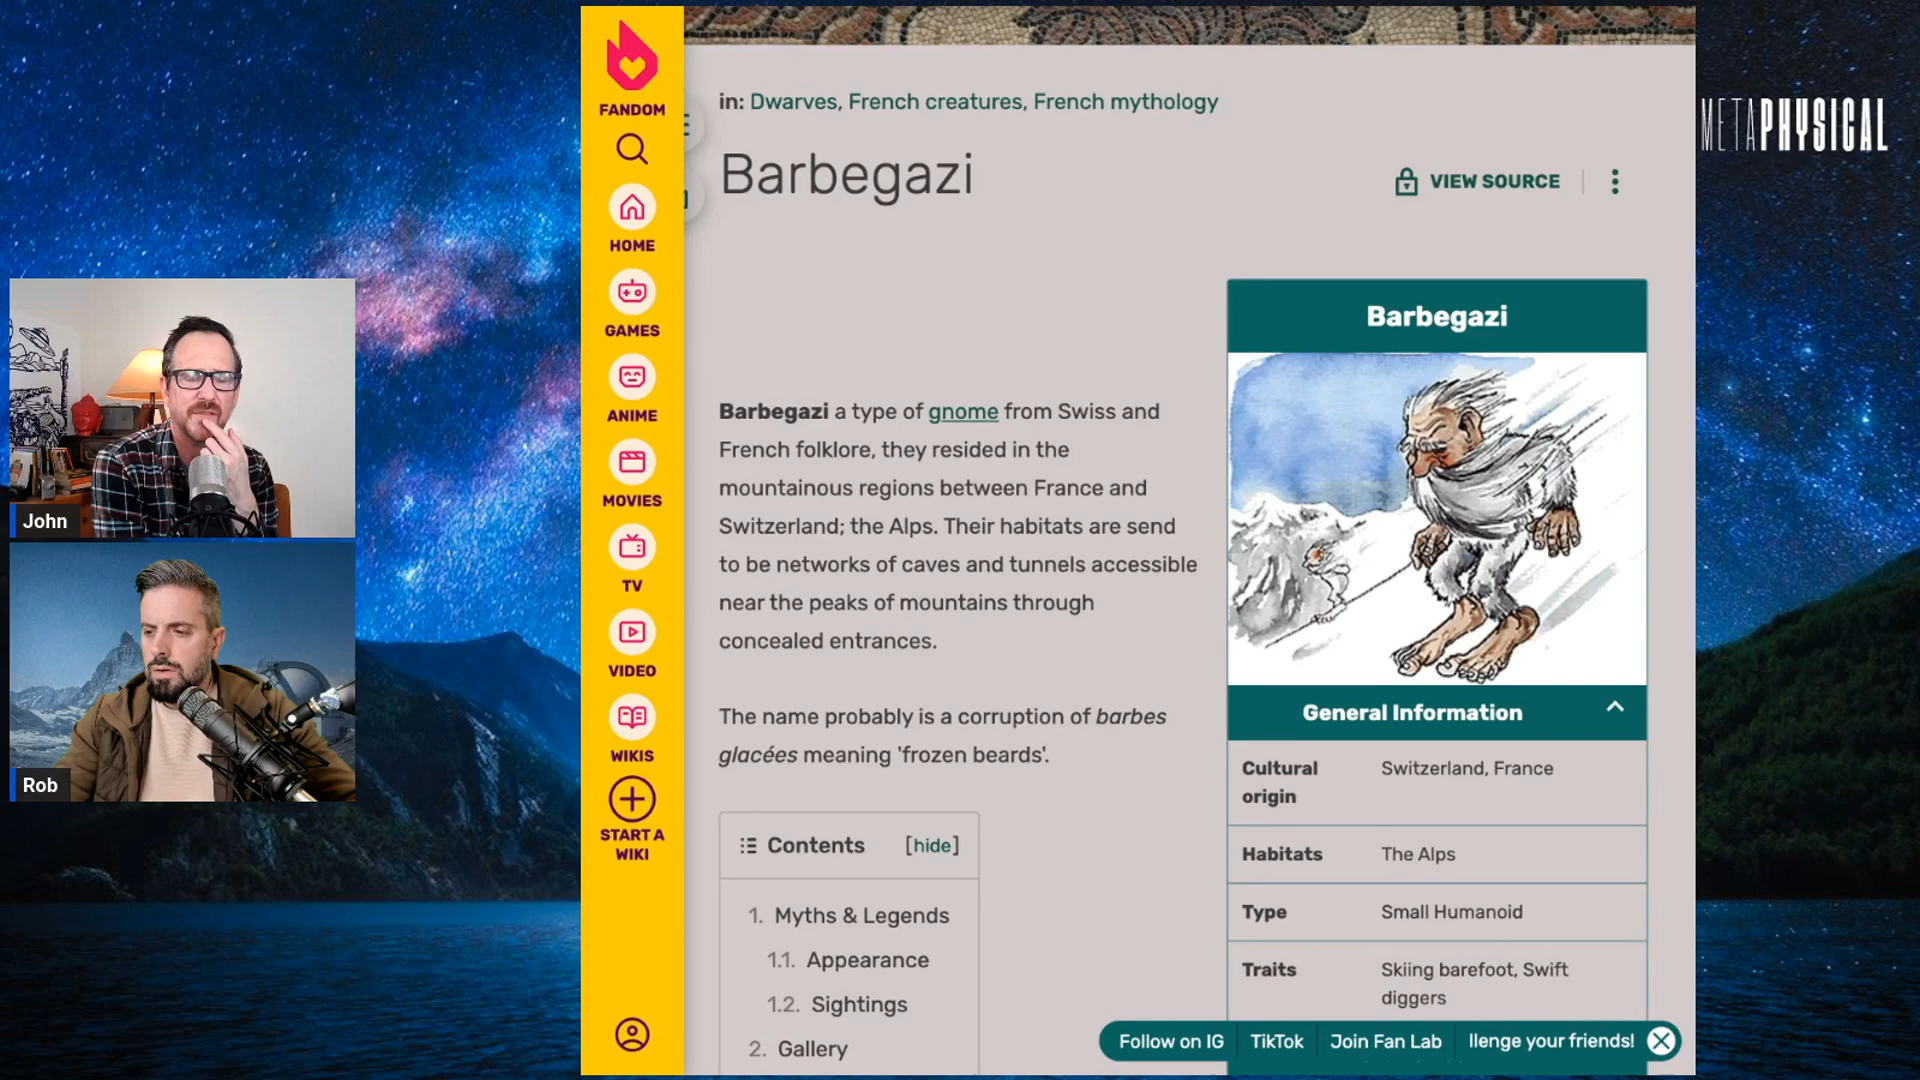 FANDOM
HOME
GAMES
ANIME
MOVIES
TV
VIDEO
WIKIS
START A
WIKI
in: Dwarves, French creatures, French mythology
Barbegazi
VIEW SOURCE
METAPHYSICAL
Barbegazi a type of gnome from Swiss and
French folklore, they resided in the
mountainous regions between France and
Switzerland; the Alps. Their habitats are send
to be networks of caves and tunnels accessible
near the peaks of mountains through
concealed entrances.
The name probably is a corruption of barbes
glacées meaning 'frozen beards'.
Contents [hide]
1. Myths & Legends
1.1. Appearance
1.2. Sightings
2. Gallery
Barbegazi
General Information
Cultural
origin
Switzerland, France
Habitats The Alps
Type Small Humanoid
Traits Skiing barefoot, Swift
diggers
Follow on IG TikTok Join Fan Lab llenge your friends!
John
Rob